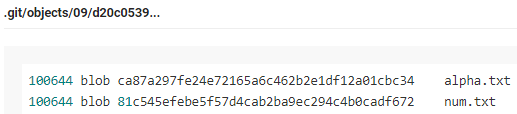 .git/objects/09/d20c0539...
100644 blob ca87a297fe24e72165a6c462b2e1df12a01cbc34 alpha.txt
100644 blob 81c545efebe5f57d4cab2ba9ec294c4b0cadf672 num.txt